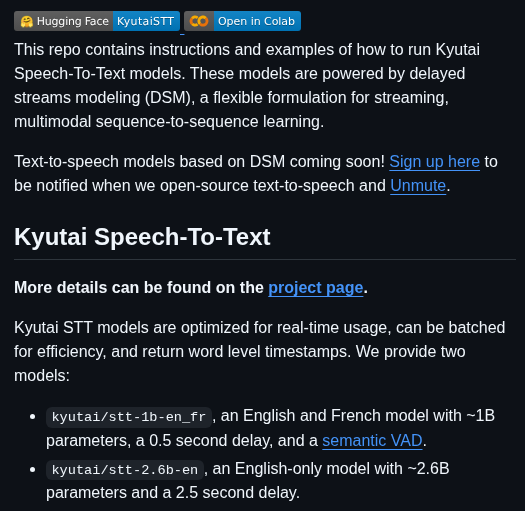 🤗 Hugging Face KyutaiSTT Open in Colab
This repo contains instructions and examples of how to run Kyutai
Speech-To-Text models. These models are powered by delayed
streams modeling (DSM), a flexible formulation for streaming,
multimodal sequence-to-sequence learning.
Text-to-speech models based on DSM coming soon! Sign up here to
be notified when we open-source text-to-speech and Unmute.
Kyutai Speech-To-Text
More details can be found on the project page.
Kyutai STT models are optimized for real-time usage, can be batched
for efficiency, and return word level timestamps. We provide two
models:
• kyutai/stt-1b-en_fr, an English and French model with ~1B
parameters, a 0.5 second delay, and a semantic VAD.
• kyutai/stt-2.6b-en, an English-only model with ~2.6B
parameters and a 2.5 second delay.